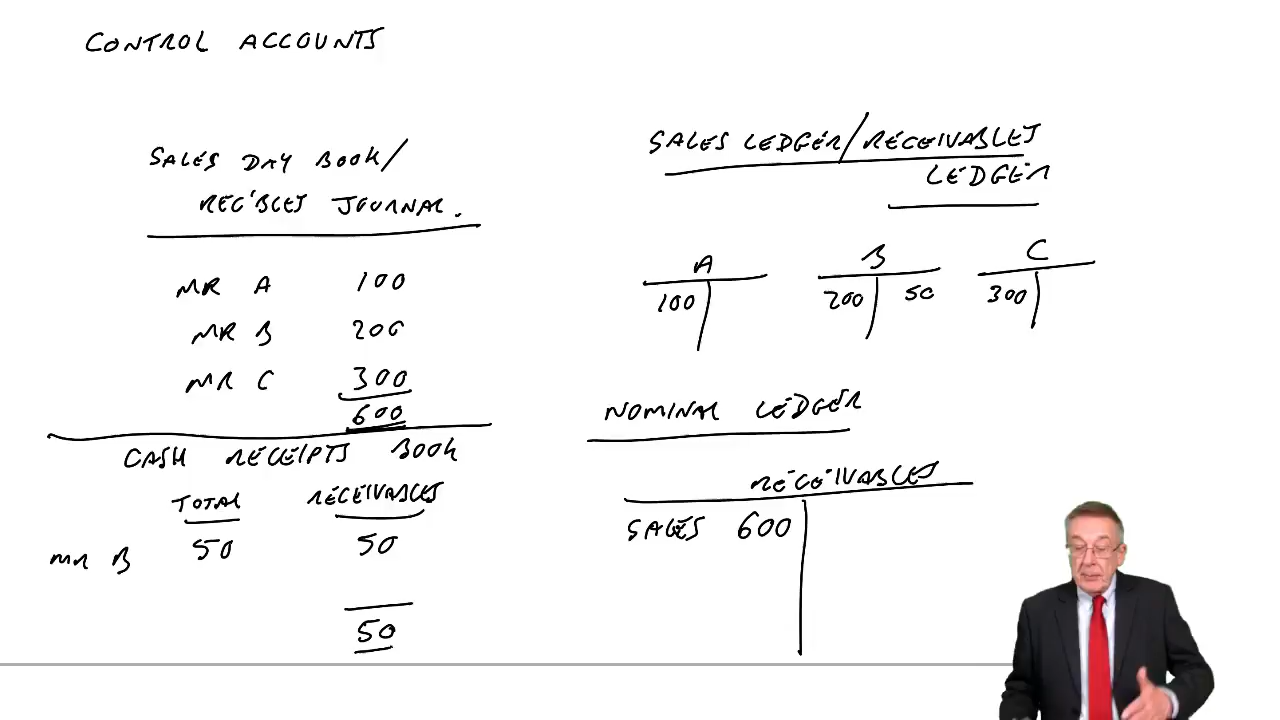 CONTROL ACCOUNTS
SALES DAY BOOK/
REC'BLES JOURNAL.
MR A 100
MR B 200
MR C 300
600
CASH RECEIPTS BOOK
TOTAL RECEIVABLES
MR B 50 50
50
SALES LEDGER/RECEIVABLES
LEDGER
A B C
100 200 50 300
NOMINAL LEDGER
RECEIVABLES
SALES 600